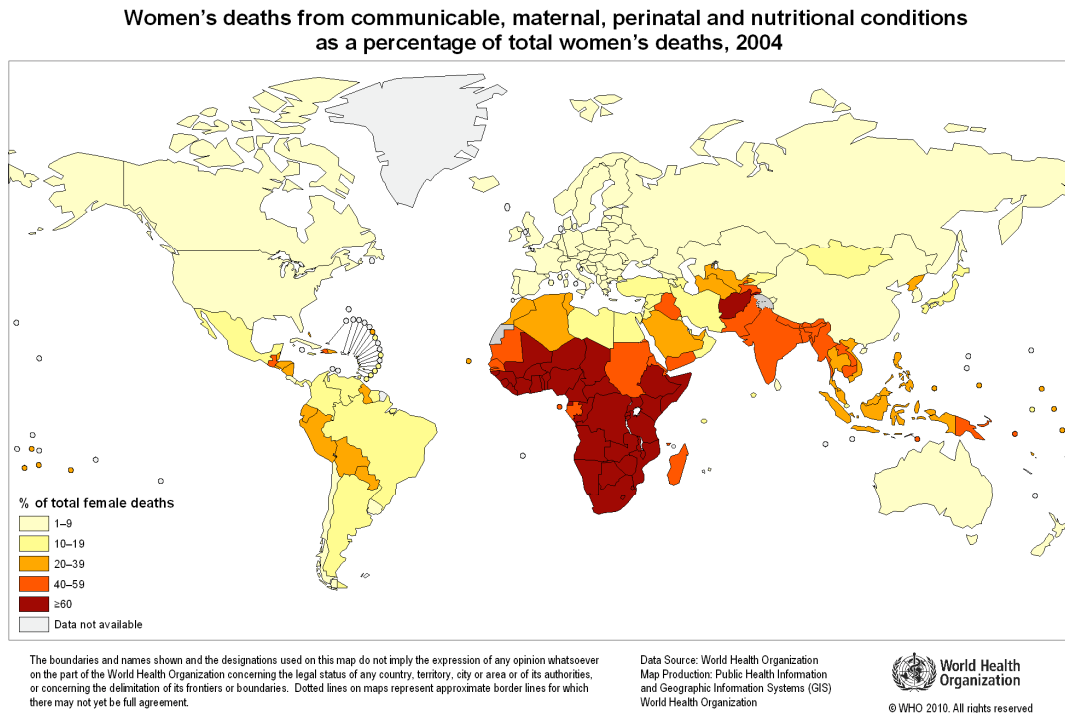 Women's deaths from communicable, maternal, perinatal and nutritional conditions
as a percentage of total women's deaths, 2004
% of total female deaths
1–9
10–19
20–39
40–59
≥60
Data not available
The boundaries and names shown and the designations used on this map do not imply the expression of any opinion whatsoever
on the part of the World Health Organization concerning the legal status of any country, territory, city or area or of its authorities,
or concerning the delimitation of its frontiers or boundaries. Dotted lines on maps represent approximate border lines for which
there may not yet be full agreement.
Data Source: World Health Organization
Map Production: Public Health Information
and Geographic Information Systems (GIS)
World Health Organization
World Health
Organization
© WHO 2010. All rights reserved